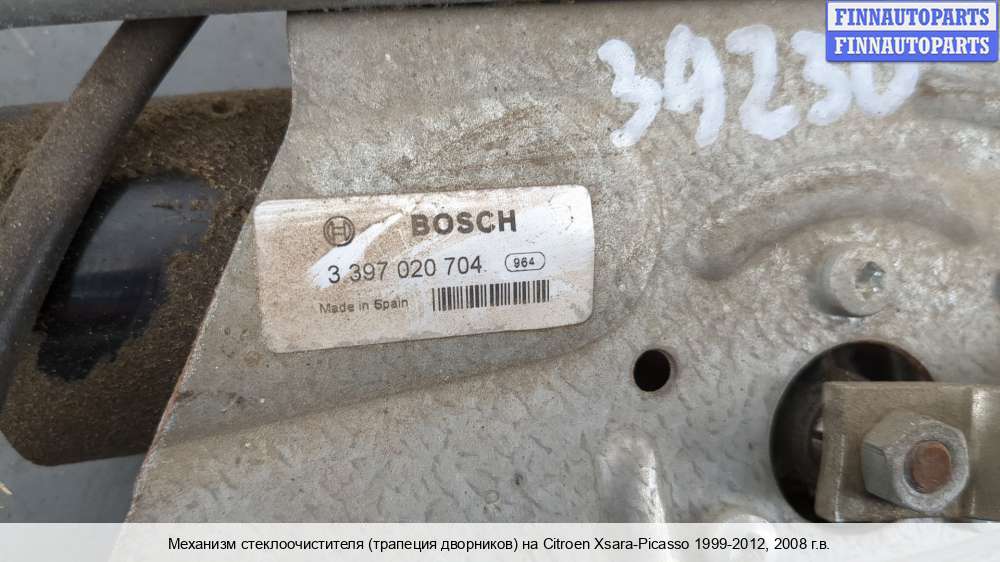 FINNAUTOPARTS
FINNAUTOPARTS
39230
BOSCH
3 397 020 704 964
Made in Spain
Механизм стеклоочистителя (трапеция дворников) на Citroen Xsara-Picasso 1999-2012, 2008 г.в.